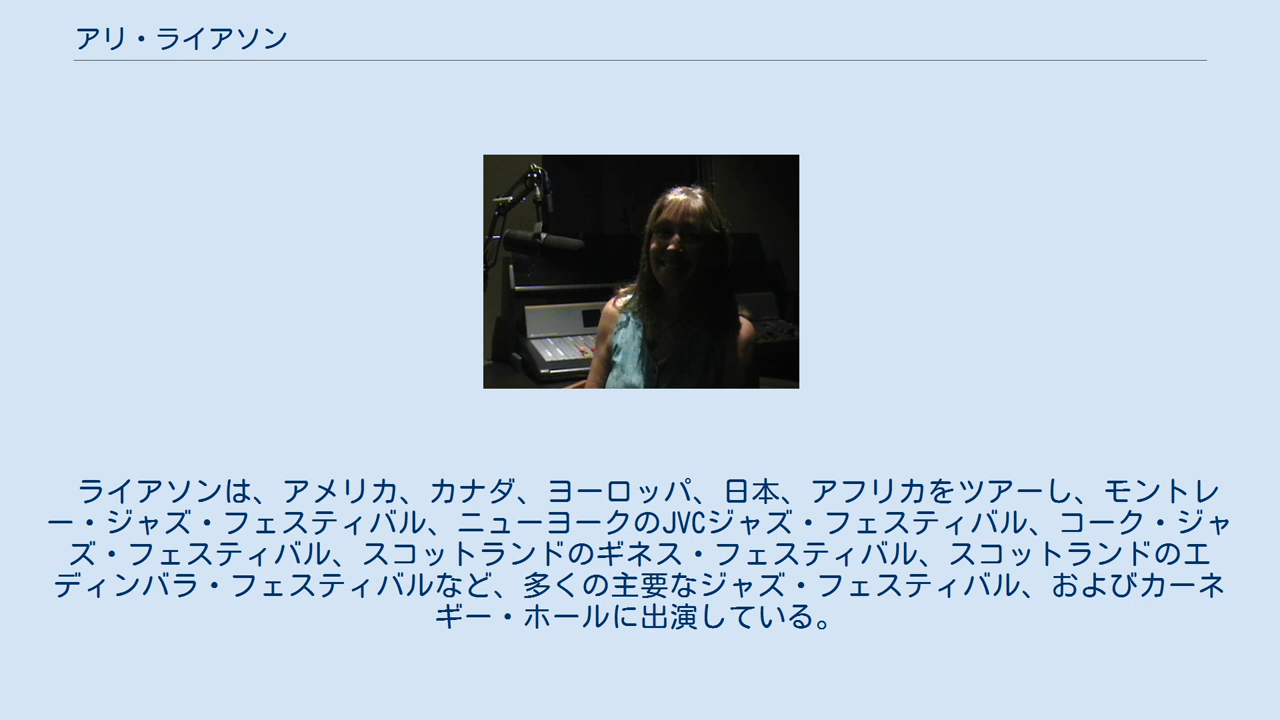 アリ・ライアソン
ライアソンは、アメリカ、カナダ、ヨーロッパ、日本、アフリカをツアーし、モントレ
ー・ジャズ・フェスティバル、ニューヨークのJVCジャズ・フェスティバル、コーク・ジャ
ズ・フェスティバル、スコットランドのギネス・フェスティバル、スコットランドのエ
ディンバラ・フェスティバルなど、多くの主要なジャズ・フェスティバル、およびカーネ
ギー・ホールに出演している。